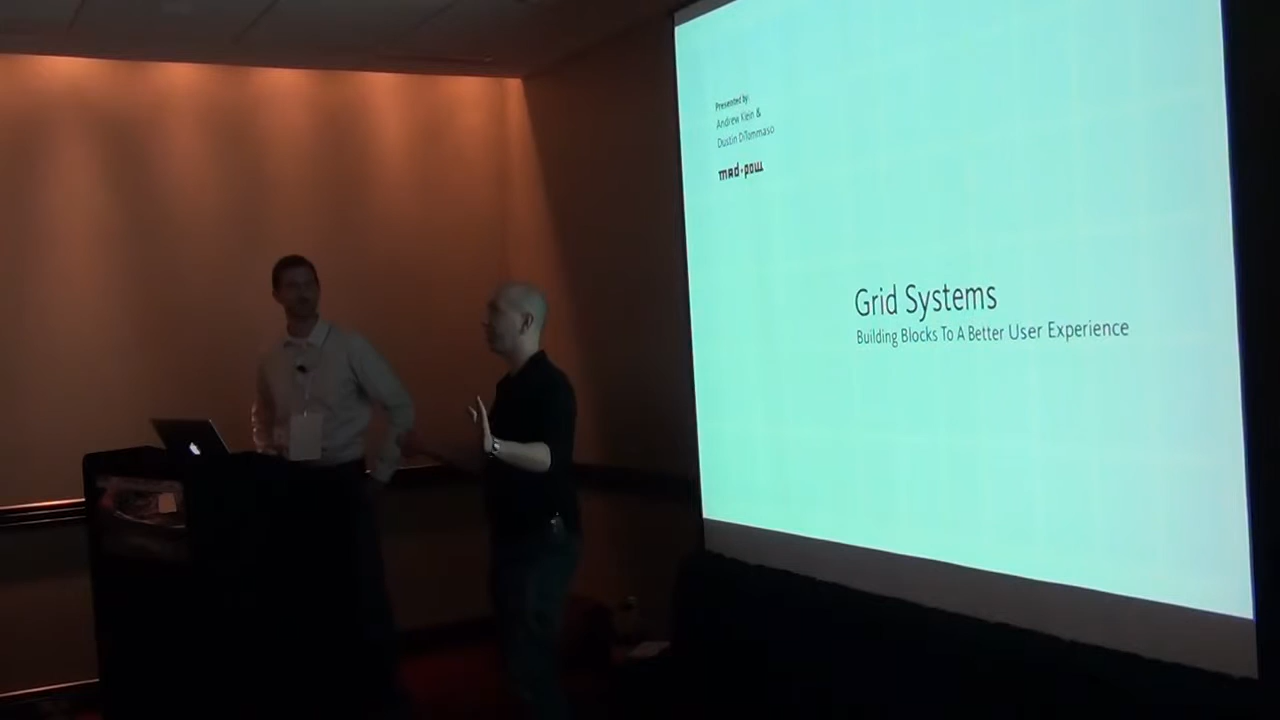 Presented by:
Andrew Klein &
Dustin DiTommaso
mad*pow
Grid Systems
Building Blocks To A Better User Experience